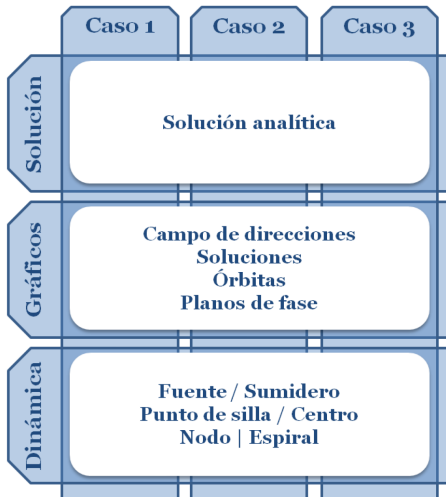 Caso 1
Caso 2
Caso 3
Solución
Solución analítica
Gráficos
Campo de direcciones
Soluciones
Órbitas
Planos de fase
Dinámica
Fuente / Sumidero
Punto de silla / Centro
Nodo | Espiral